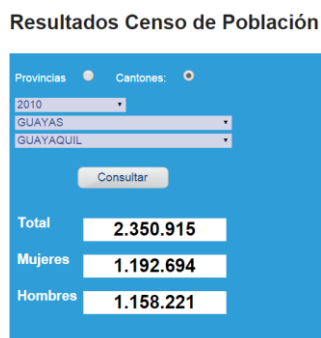 Resultados Censo de Población
Provincias Cantones:
2010
GUAYAS
GUAYAQUIL
Consultar
Total 2.350.915
Mujeres 1.192.694
Hombres 1.158.221